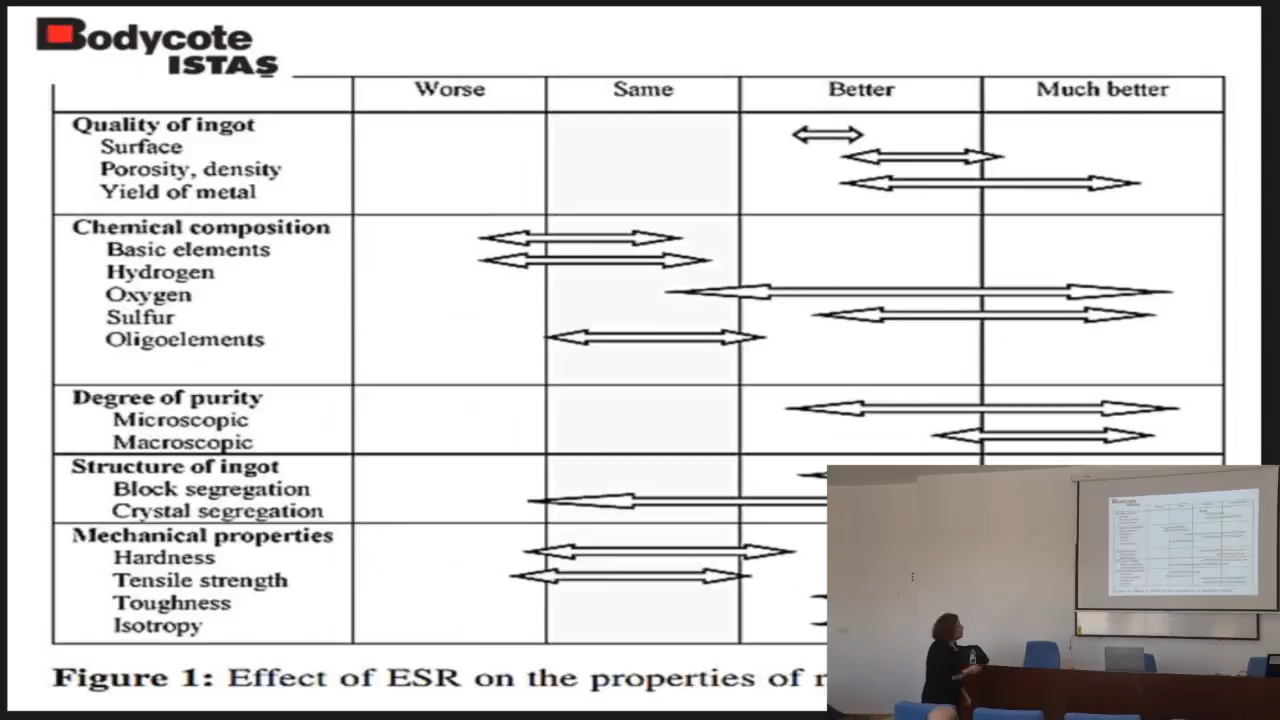 Bodycote
ISTAŞ
Worse Same Better Much better
Quality of ingot
Surface
Porosity, density
Yield of metal
Chemical composition
Basic elements
Hydrogen
Oxygen
Sulfur
Oligoelements
Degree of purity
Microscopic
Macroscopic
Structure of ingot
Block segregation
Crystal segregation
Mechanical properties
Hardness
Tensile strength
Toughness
Isotropy
Figure 1: Effect of ESR on the properties of
Bodycote
ISTAŞ